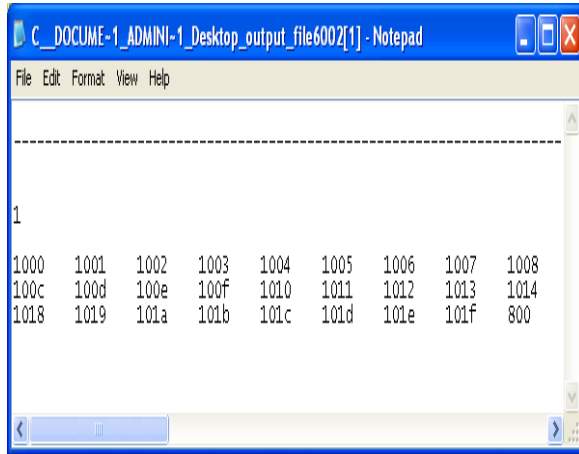 C__DOCUME~1_ADMINI~1_Desktop_output_file6002[1] - Notepad
File Edit Format View Help
------------------------------------------------------------
1
1000 1001 1002 1003 1004 1005 1006 1007 1008
100c 100d 100e 100f 1010 1011 1012 1013 1014
1018 1019 101a 101b 101c 101d 101e 101f 800